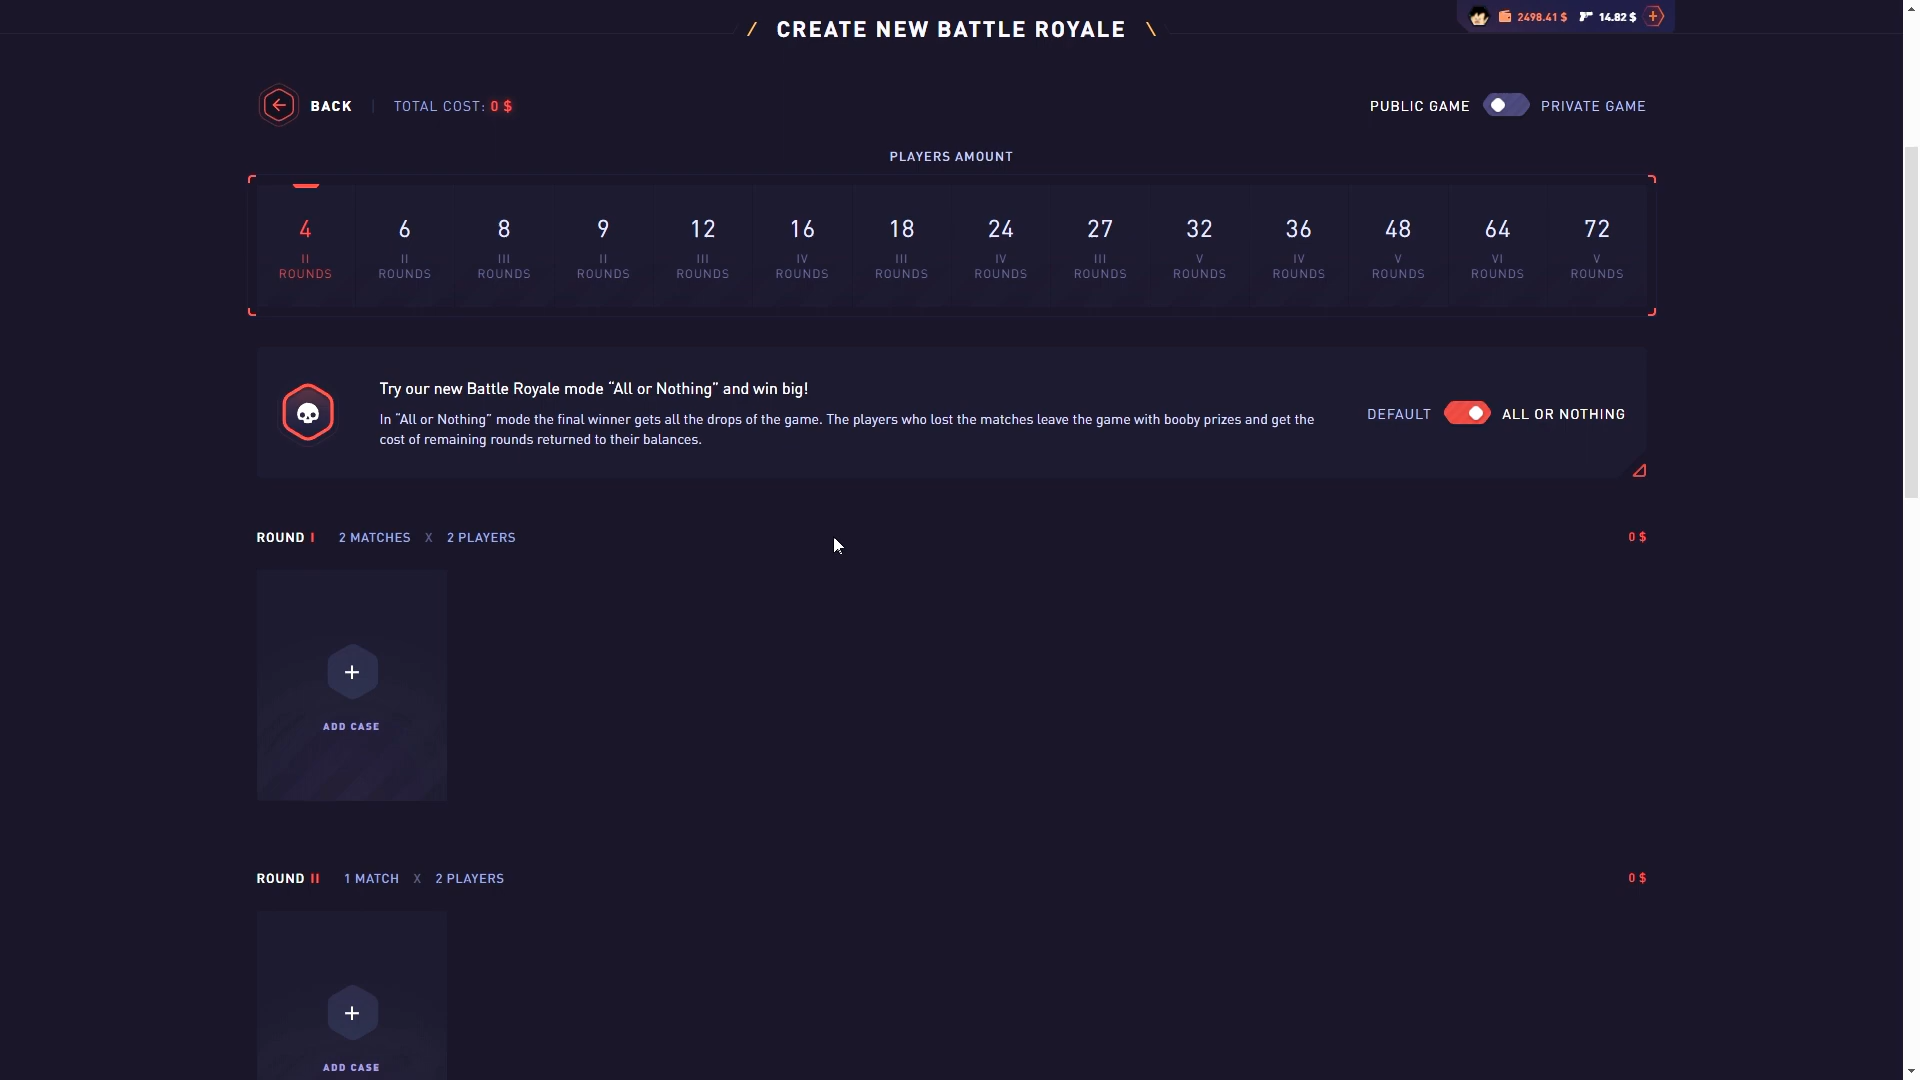 / CREATE NEW BATTLE ROYALE \
2498.41 $ 14.82 $
BACK TOTAL COST: 0 $
PUBLIC GAME PRIVATE GAME
PLAYERS AMOUNT
4 6 8 9 12 16 18 24 27 32 36 48 64 72
II II III II III IV III IV III V IV V VI V
ROUNDS ROUNDS ROUNDS ROUNDS ROUNDS ROUNDS ROUNDS ROUNDS ROUNDS ROUNDS ROUNDS ROUNDS ROUNDS ROUNDS
Try our new Battle Royale mode “All or Nothing” and win big!
In “All or Nothing” mode the final winner gets all the drops of the game. The players who lost the matches leave the game with booby prizes and get the
cost of remaining rounds returned to their balances.
DEFAULT ALL OR NOTHING
ROUND I 2 MATCHES X 2 PLAYERS 0 $
+
ADD CASE
ROUND II 1 MATCH X 2 PLAYERS 0 $
+
ADD CASE